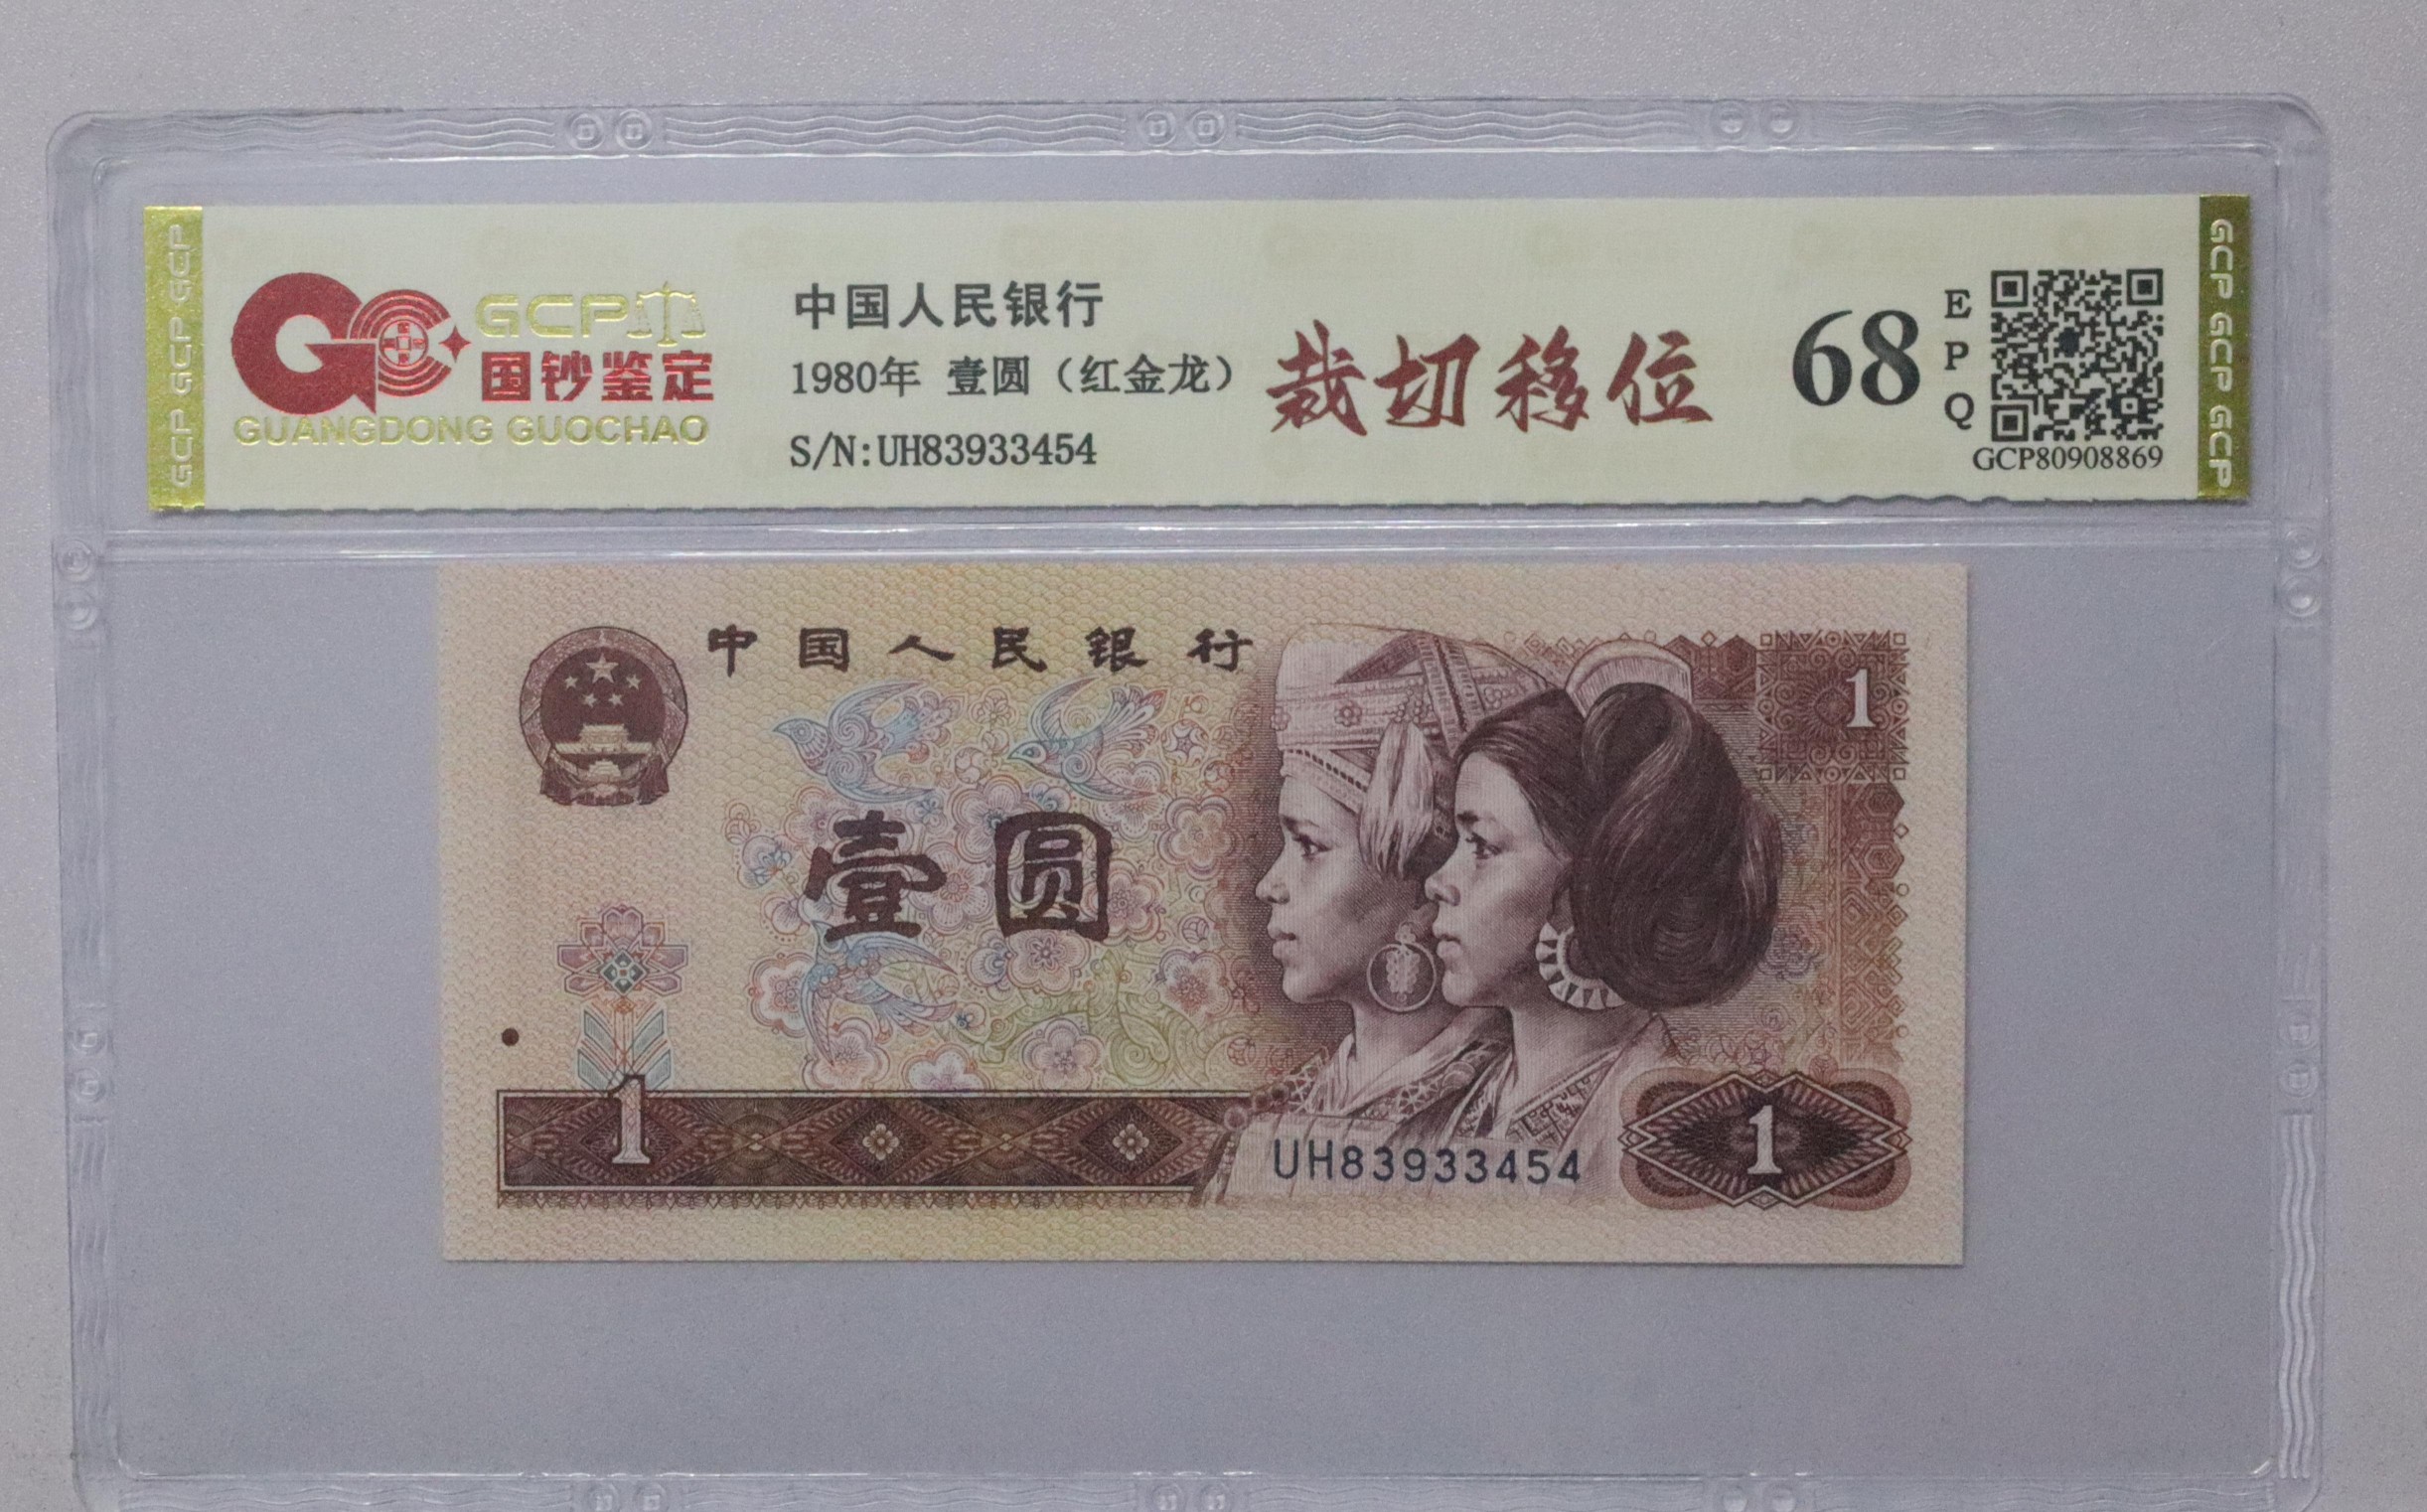 GCP GCP GCP
GCP
国钞鉴定
GUANGDONG GUOCHAO
中国人民银行
1980年 壹圆（红金龙）
S/N:UH83933454
裁切移位
68
E
P
Q
GCP80908869
GCP GCP GCP
中国人民银行
1
壹圆
1
UH83933454
1